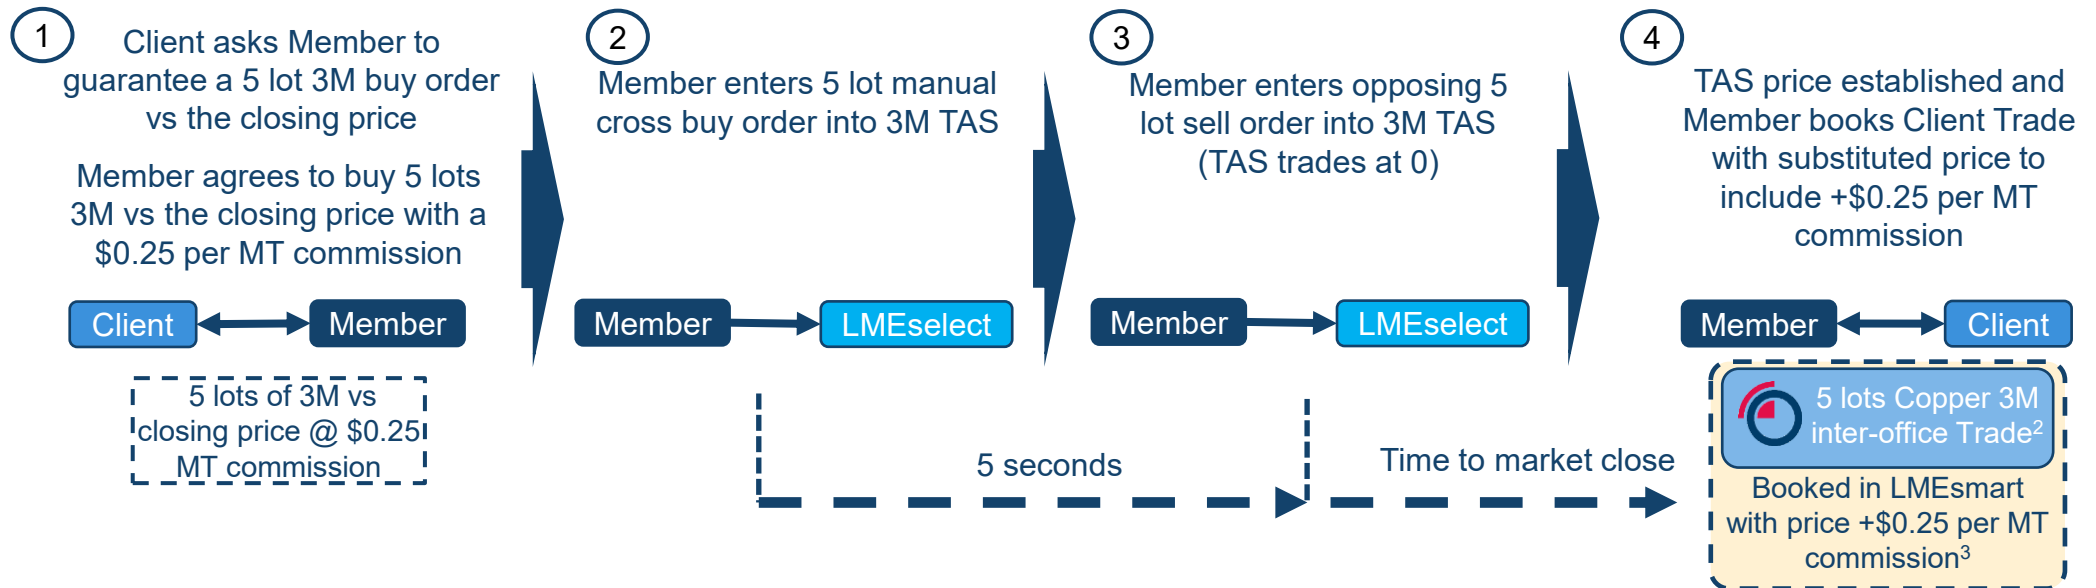 1
Client asks Member to
guarantee a 5 lot 3M buy order
vs the closing price
Member agrees to buy 5 lots
3M vs the closing price with a
$0.25 per MT commission
Client
Member
5 lots of 3M vs
closing price @ $0.25
MT commission
2
Member enters 5 lot manual
cross buy order into 3M TAS
Member
LMEselect
3
Member enters opposing 5
lot sell order into 3M TAS
(TAS trades at 0)
Member
LMEselect
5 seconds
Time to market close
4
TAS price established and
Member books Client Trade
with substituted price to
include +$0.25 per MT
commission
Member
Client
5 lots Copper 3M
inter-office Trade²
Booked in LMEsmart
with price +$0.25 per MT
commission³